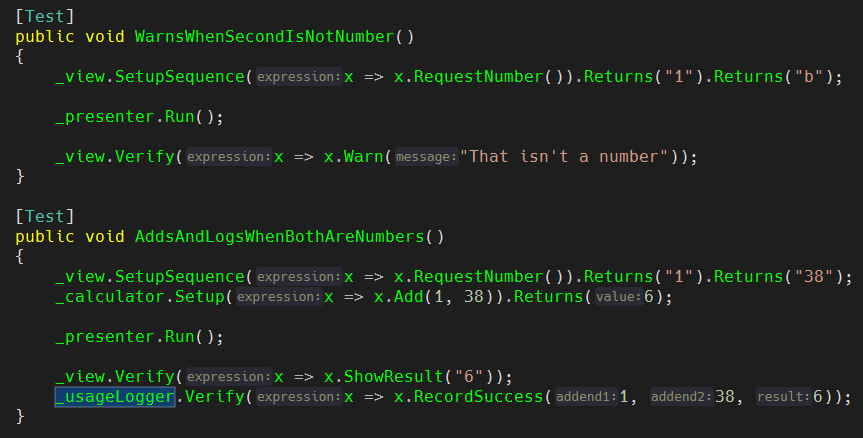 [Test]
public void WarnsWhenSecondIsNotNumber()
{
    _view.SetupSequence(expression: x => x.RequestNumber()).Returns("1").Returns("b");

    _presenter.Run();

    _view.Verify(expression: x => x.Warn(message: "That isn't a number"));
}

[Test]
public void AddsAndLogsWhenBothAreNumbers()
{
    _view.SetupSequence(expression: x => x.RequestNumber()).Returns("1").Returns("38");
    _calculator.Setup(expression: x => x.Add(1, 38)).Returns(value: 6);

    _presenter.Run();

    _view.Verify(expression: x => x.ShowResult("6"));
    _usageLogger.Verify(expression: x => x.RecordSuccess(addend1: 1, addend2: 38, result: 6));
}